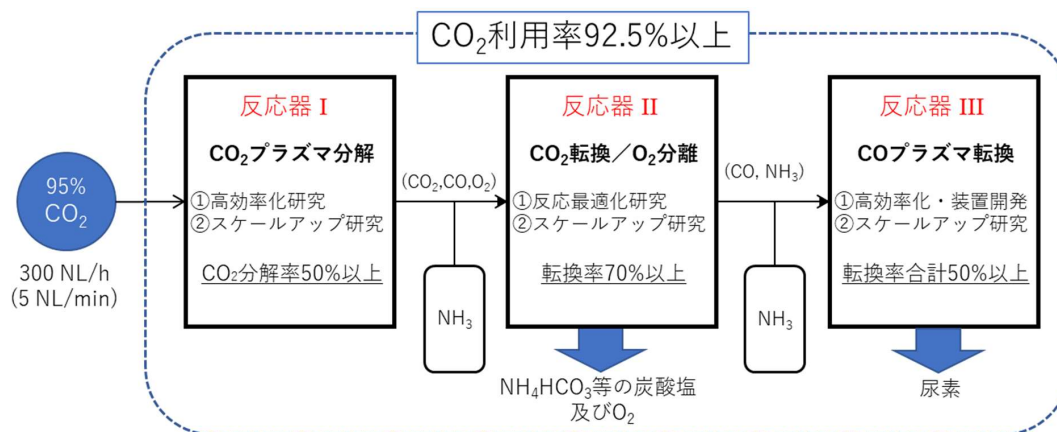 CO₂利用率92.5%以上
95%
CO₂
300 NL/h
(5 NL/min)
反応器 I
CO₂プラズマ分解
①高効率化研究
②スケールアップ研究
CO₂分解率50%以上
(CO₂,CO,O₂)
NH₃
反応器 II
CO₂転換／O₂分離
①反応最適化研究
②スケールアップ研究
転換率70%以上
NH₄HCO₃等の炭酸塩
及びO₂
(CO, NH₃)
NH₃
反応器 III
COプラズマ転換
①高効率化・装置開発
②スケールアップ研究
転換率合計50%以上
尿素